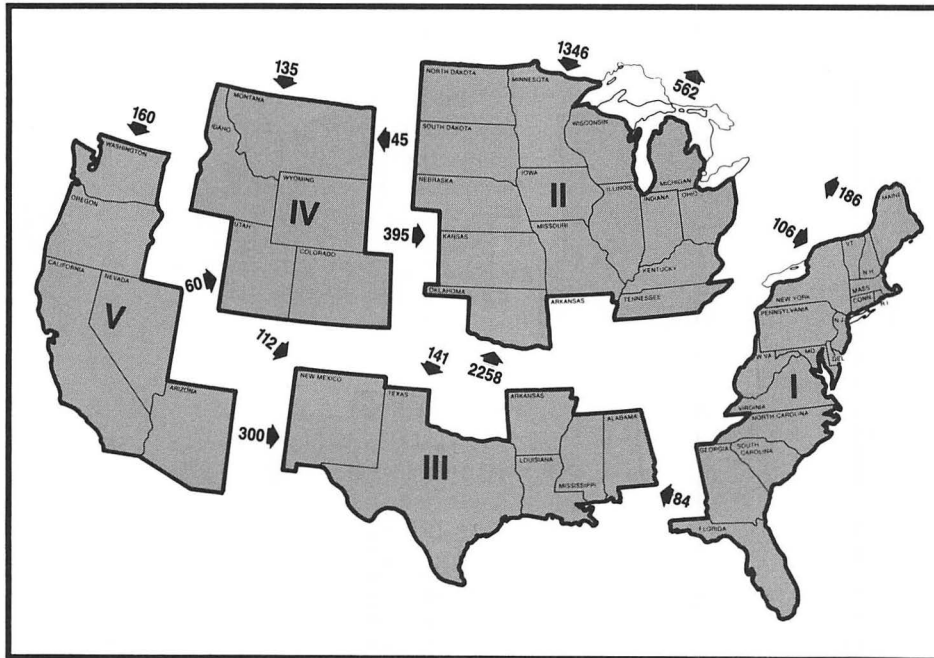 1346
562
135
160
45
395
60
112
141
2258
300
84
106
186
WASHINGTON
OREGON
CALIFORNIA
NEVADA
ARIZONA
V
MONTANA
IDAHO
WYOMING
UTAH
COLORADO
IV
NORTH DAKOTA
MINNESOTA
SOUTH DAKOTA
WISCONSIN
NEBRASKA
IOWA
II
ILLINOIS
INDIANA
MICHIGAN
OHIO
KANSAS
MISSOURI
KENTUCKY
OKLAHOMA
ARKANSAS
TENNESSEE
NEW MEXICO
TEXAS
ARKANSAS
ALABAMA
LOUISIANA
MISSISSIPPI
III
MAINE
VT
N.H.
MASS
CONN.
R.I.
NEW YORK
PENNSYLVANIA
N.J.
W VA
MD.
DEL
I
VIRGINIA
NORTH CAROLINA
GEORGIA
SOUTH
CAROLINA
FLORIDA